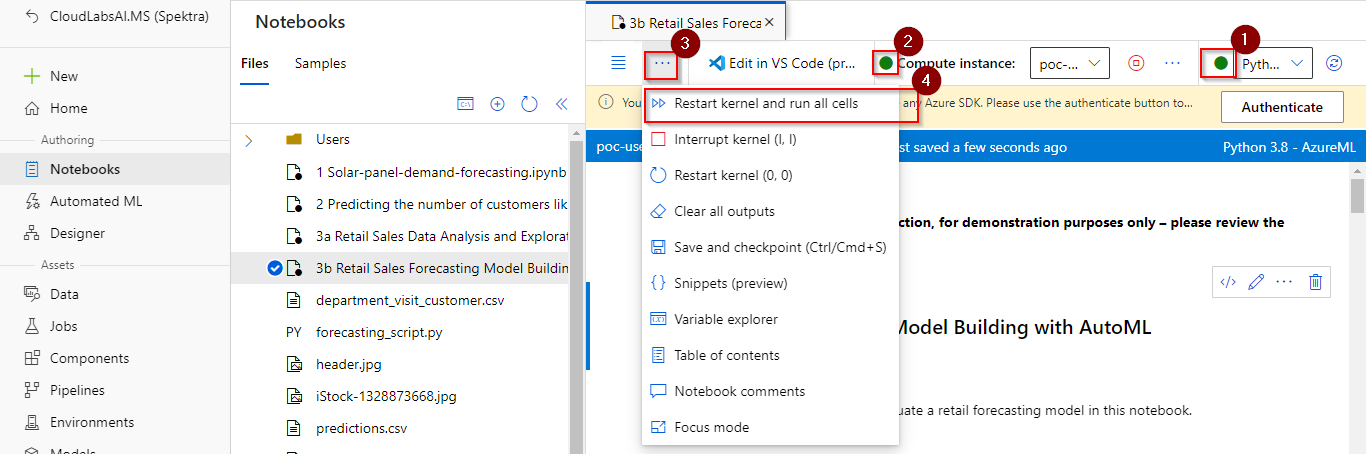 CloudLabsAI.MS (Spektra)
New
Home
Authoring
Notebooks
Automated ML
Designer
Assets
Data
Jobs
Components
Pipelines
Environments
Models
Notebooks
Files
Samples
Users
1 Solar-panel-demand-forecasting.ipynb
2 Predicting the number of customers lik
3a Retail Sales Data Analysis and Explorat
3b Retail Sales Forecasting Model Building
department_visit_customer.csv
PY forecasting_script.py
header.jpg
iStock-1328873668.jpg
predictions.csv
3b Retail Sales Foreca
3
2
1
Edit in VS Code (pr...
Compute instance:
poc-...
Pyth...
4
You
any Azure SDK. Please use the authenticate button to...
Authenticate
poc-use
st saved a few seconds ago
Python 3.8 - AzureML
Restart kernel and run all cells
Interrupt kernel (I, I)
Restart kernel (0, 0)
Clear all outputs
Save and checkpoint (Ctrl/Cmd+S)
Snippets (preview)
Variable explorer
Table of contents
Notebook comments
Focus mode
ction, for demonstration purposes only – please review the
Model Building with AutoML
uate a retail forecasting model in this notebook.